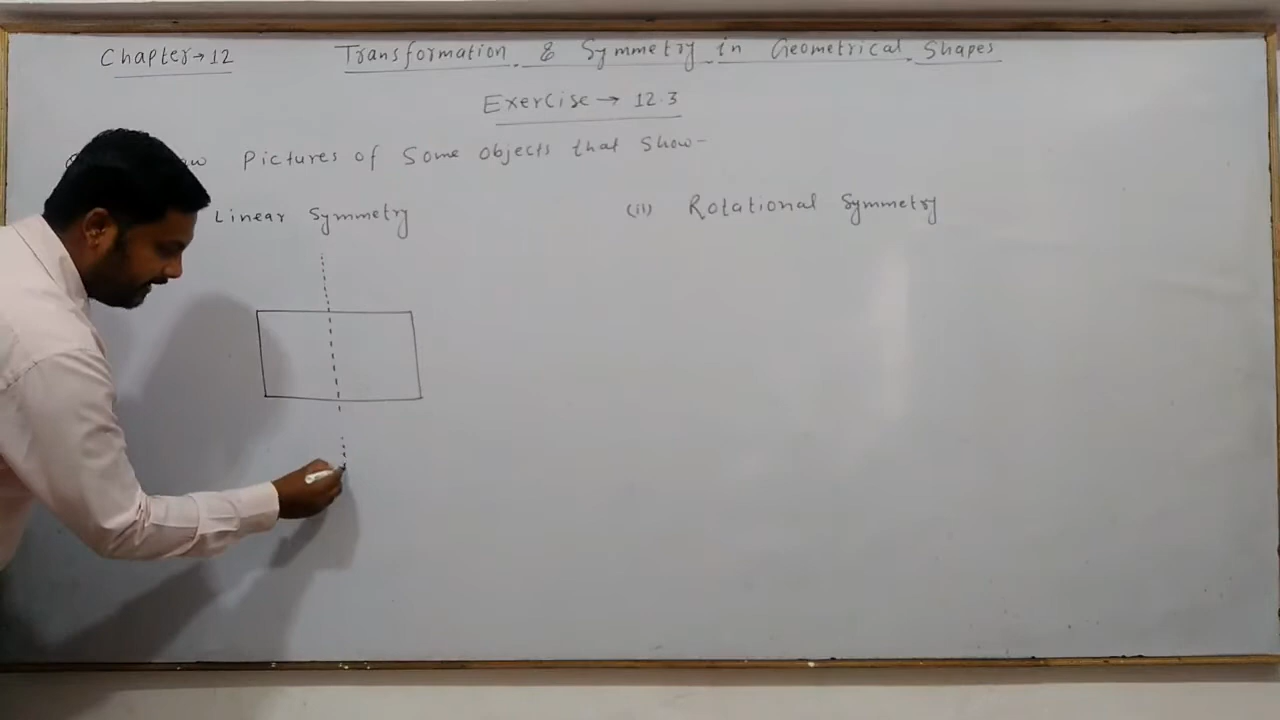 Chapter→12 Transformation & Symmetry in Geometrical Shapes
Exercise → 12.3
Pictures of Some objects that Show-
Linear Symmetry (ii) Rotational Symmetry